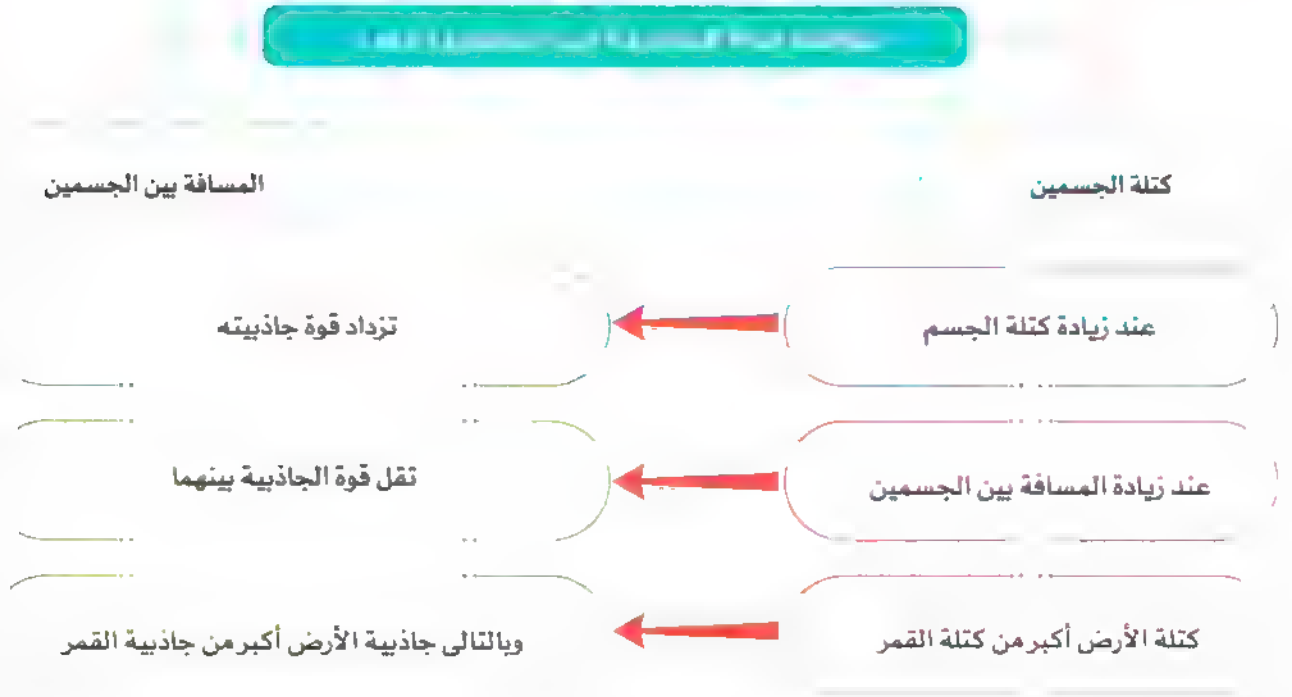 كتلة الجسمين
المسافة بين الجسمين
عند زيادة كتلة الجسم
تزداد قوة جاذبيته
عند زيادة المسافة بين الجسمين
تقل قوة الجاذبية بينهما
كتلة الأرض أكبر من كتلة القمر
وبالتالى جاذبية الأرض أكبر من جاذبية القمر